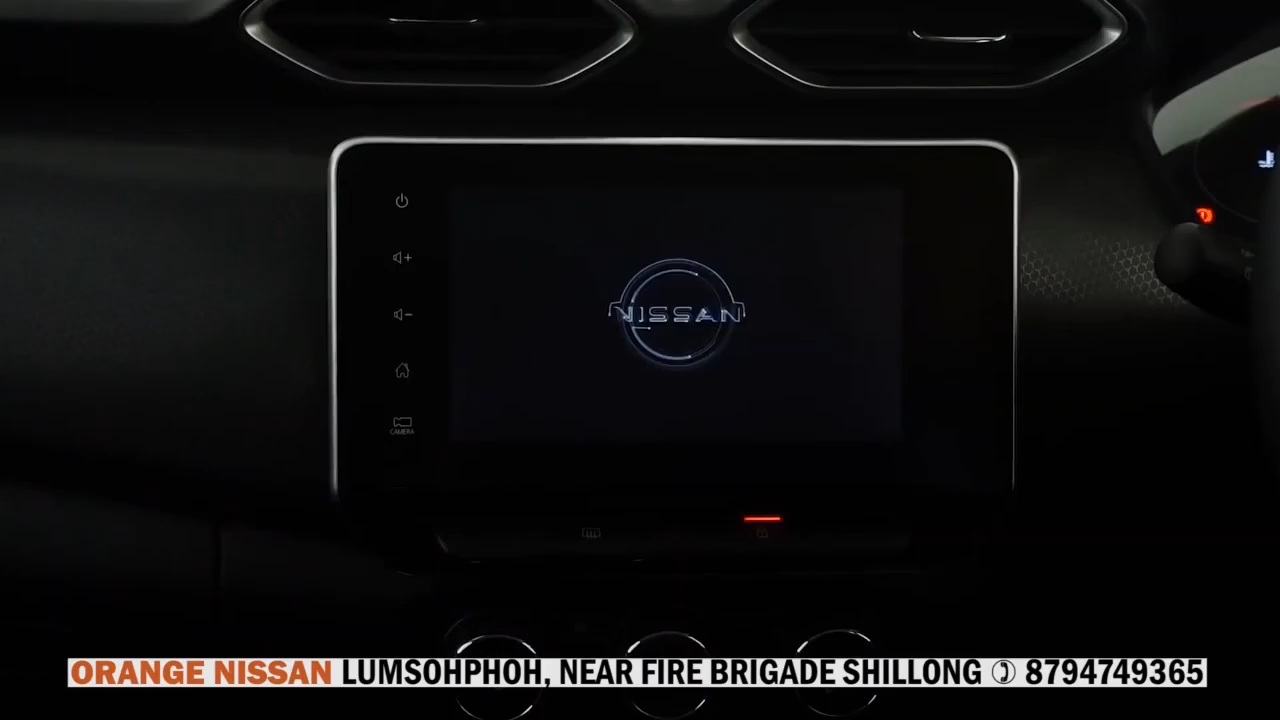 NISSAN
CAMERA
ORANGE NISSAN LUMSOHPHOH, NEAR FIRE BRIGADE SHILLONG ✆ 8794749365